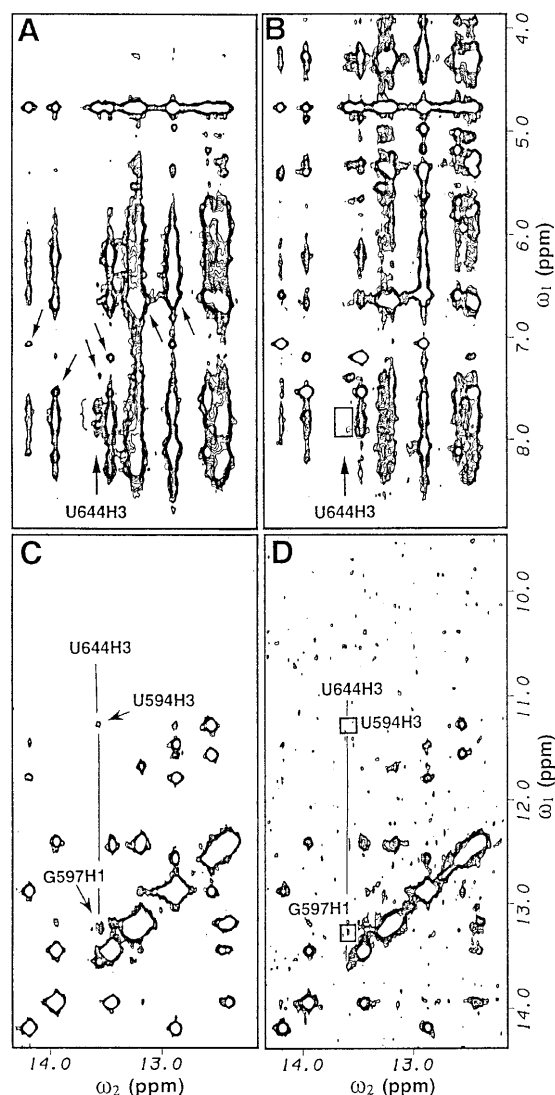 A
B
4.0
5.0
6.0
7.0
8.0
ω₁ (ppm)
U644H3
U644H3
C
D
U644H3
U594H3
G597H1
U644H3
U594H3
G597H1
10.0
11.0
12.0
13.0
14.0
ω₁ (ppm)
14.0 13.0 14.0 13.0
ω₂ (ppm) ω₂ (ppm)